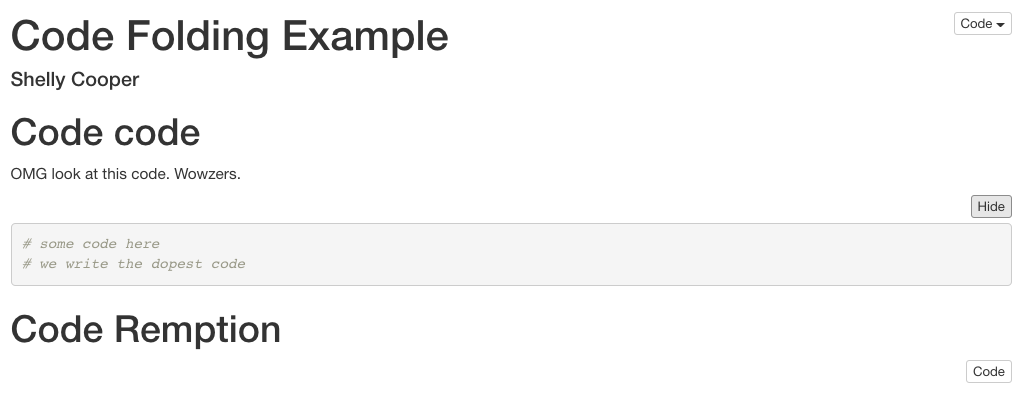 Code Folding Example
Code
Shelly Cooper
Code code
OMG look at this code. Wowzers.
Hide
# some code here
# we write the dopest code
Code Remption
Code